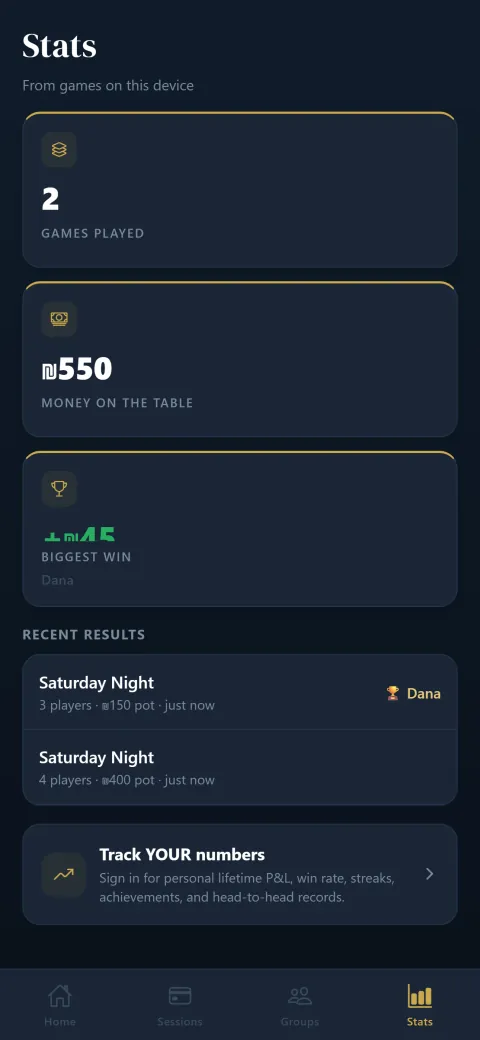 Stats
From games on this device
2
GAMES PLAYED
₪550
MONEY ON THE TABLE
+₪45
BIGGEST WIN
Dana
RECENT RESULTS
Saturday Night
3 players · ₪150 pot · just now
🏆 Dana
Saturday Night
4 players · ₪400 pot · just now
Track YOUR numbers
Sign in for personal lifetime P&L, win rate, streaks,
achievements, and head-to-head records.
Home
Sessions
Groups
Stats